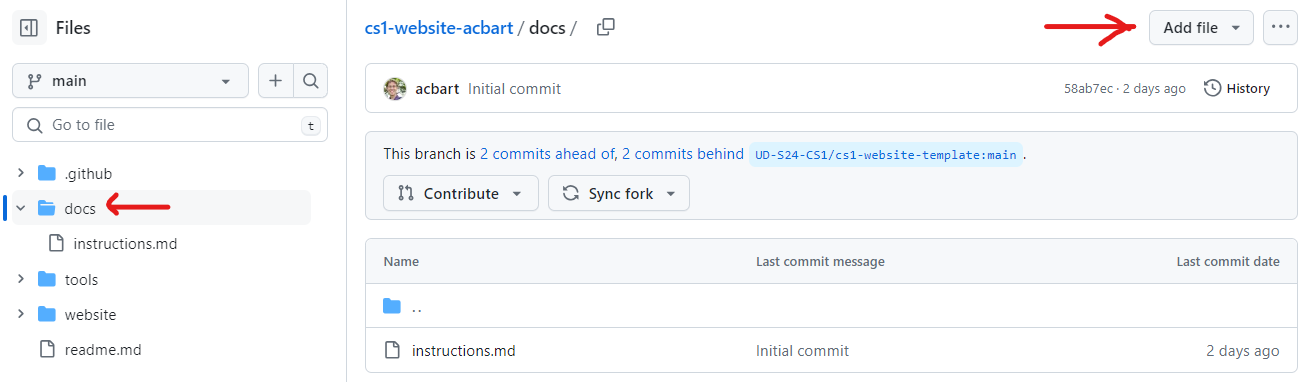 Files
main
Go to file
t
.github
docs
instructions.md
tools
website
readme.md
cs1-website-acbart / docs /
Add file
acbart Initial commit
58ab7ec · 2 days ago
History
This branch is 2 commits ahead of, 2 commits behind UD-S24-CS1/cs1-website-template:main .
Contribute
Sync fork
Name Last commit message Last commit date
..
instructions.md Initial commit 2 days ago